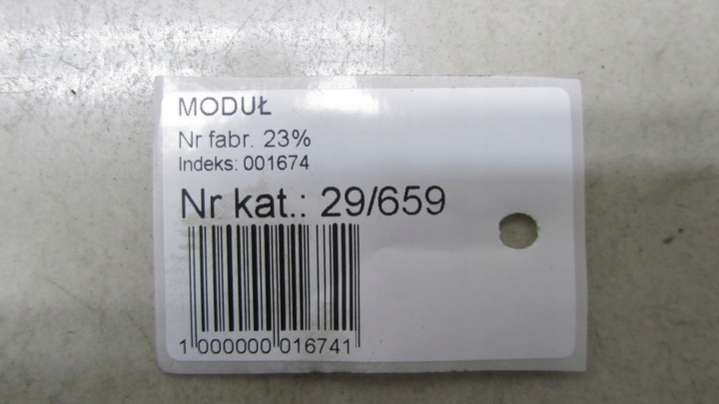 MODUŁ
Nr fabr. 23%
Indeks: 001674
Nr kat.: 29/659
1 000000 016741